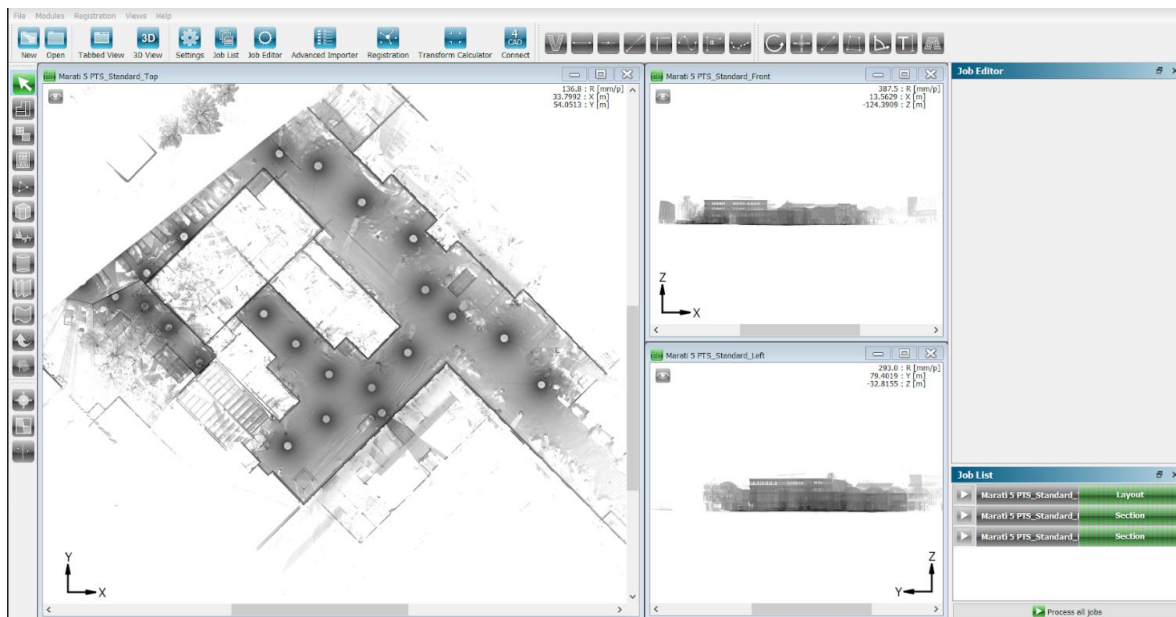 File Modules Registration Views Help
New Open Tabbed View 3D View Settings Job List Job Editor Advanced Importer Registration Transform Calculator Connect
3D
4
CAD
Marati 5 PTS_Standard_Top
136.8 : R [mm/p]
33.7992 : X [m]
54.0513 : Y [m]
Y
X
Marati 5 PTS_Standard_Front
387.5 : R [mm/p]
13.5629 : X [m]
-124.3909 : Z [m]
Z
X
Marati 5 PTS_Standard_Left
293.0 : R [mm/p]
79.4019 : Y [m]
-32.8155 : Z [m]
Z
Y
Job Editor
Job List
Marati 5 PTS_Standard_ Layout
Marati 5 PTS_Standard_ Section
Marati 5 PTS_Standard_ Section
Process all jobs